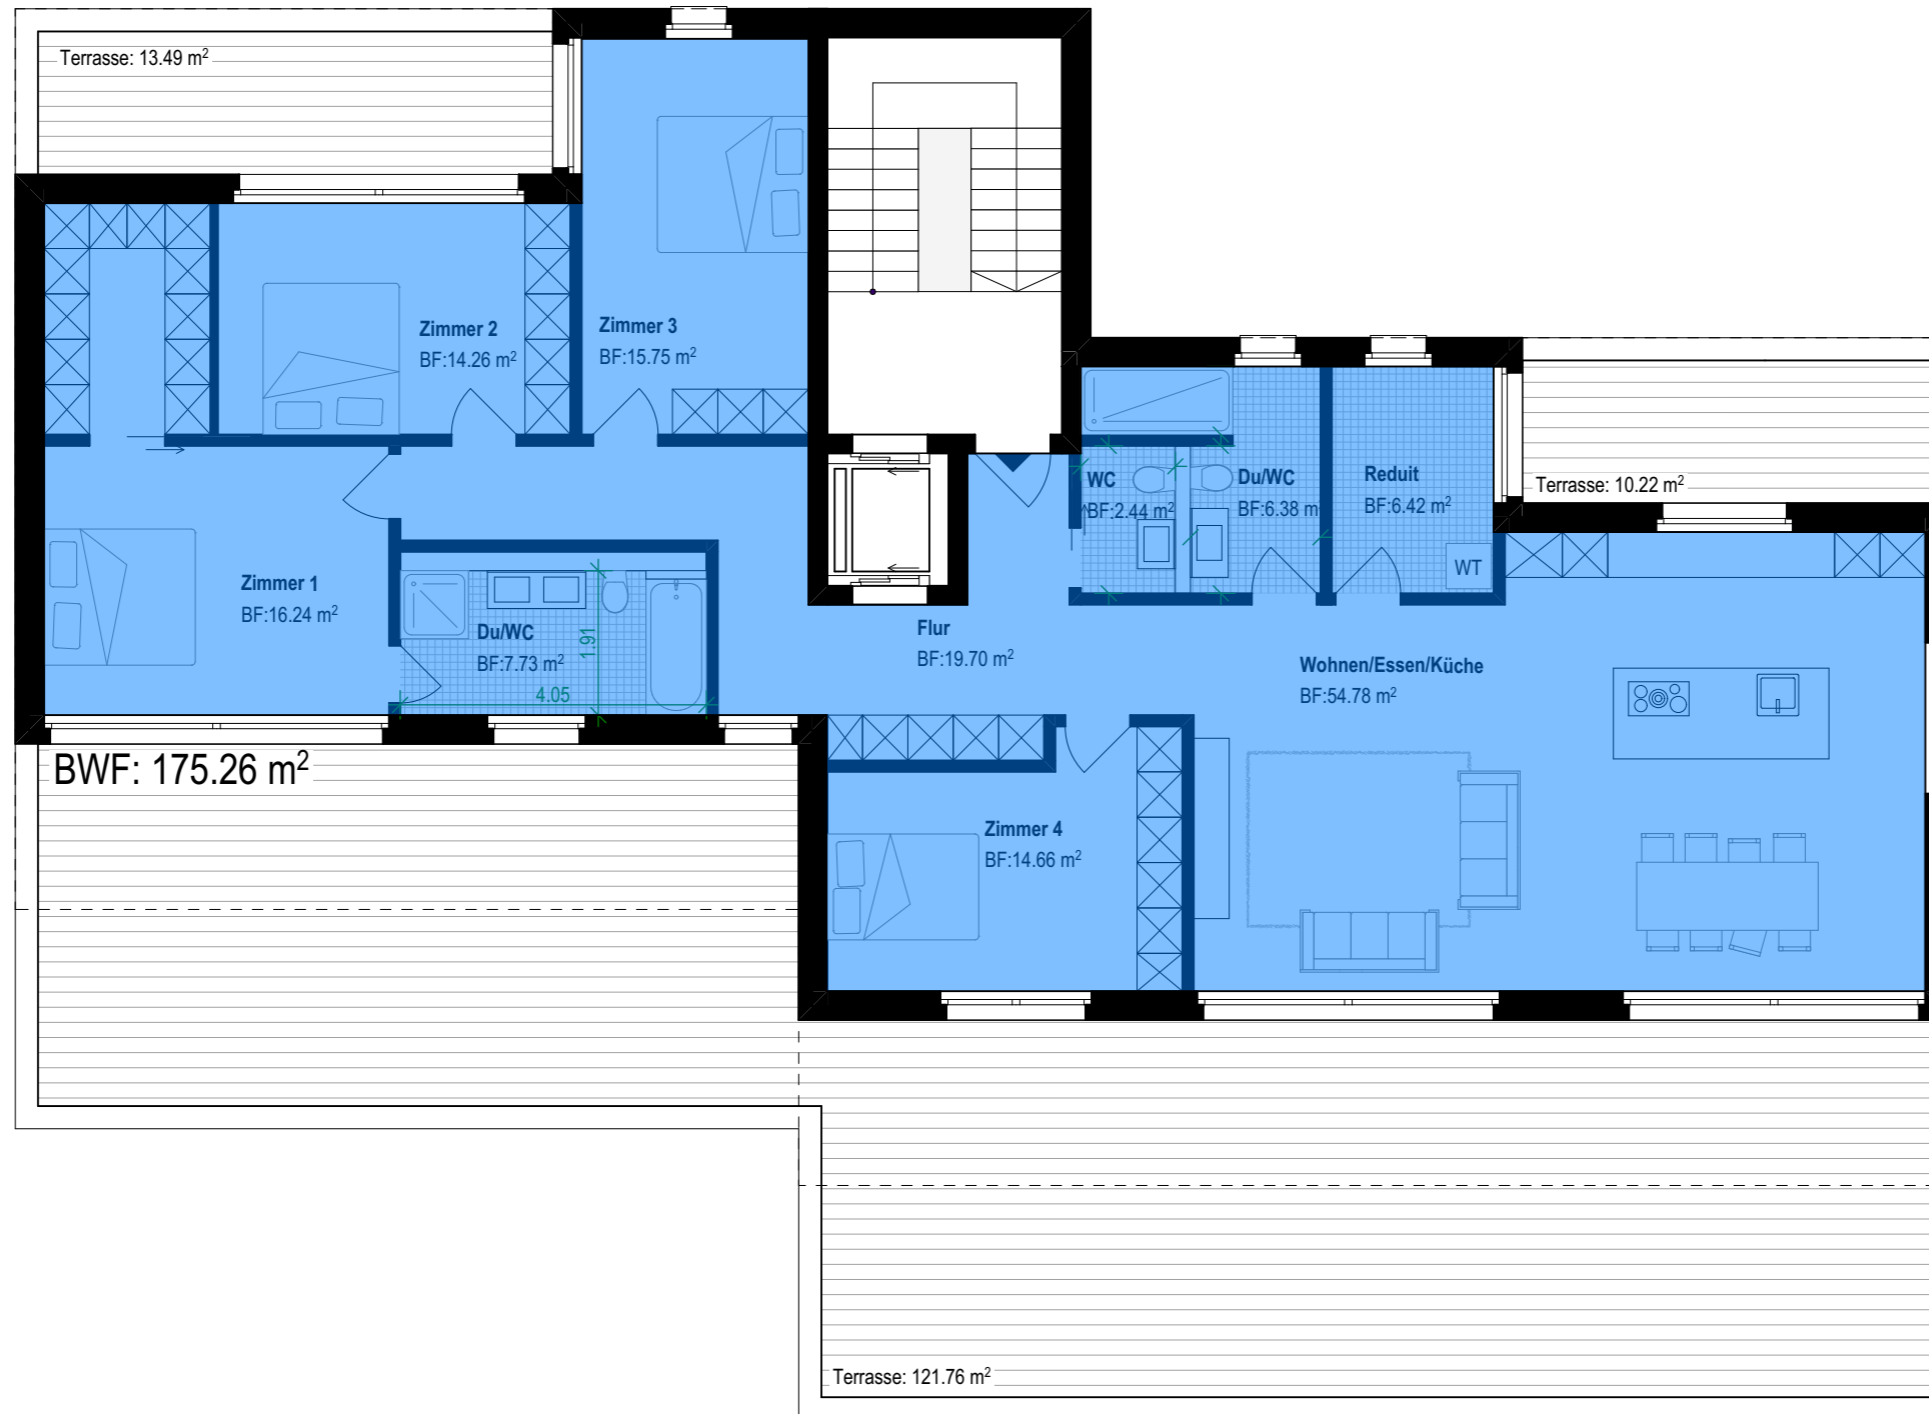 Terrasse: 13.49 m²
Zimmer 2
BF:14.26 m²
Zimmer 3
BF:15.75 m²
WC
BF:2.44 m²
Du/WC
BF:6.38 m
Reduit
BF:6.42 m²
Terrasse: 10.22 m²
WT
Zimmer 1
BF:16.24 m²
Du/WC
BF:7.73 m²
1.91
4.05
Flur
BF:19.70 m²
Wohnen/Essen/Küche
BF:54.78 m²
BWF: 175.26 m²
Zimmer 4
BF:14.66 m²
Terrasse: 121.76 m²